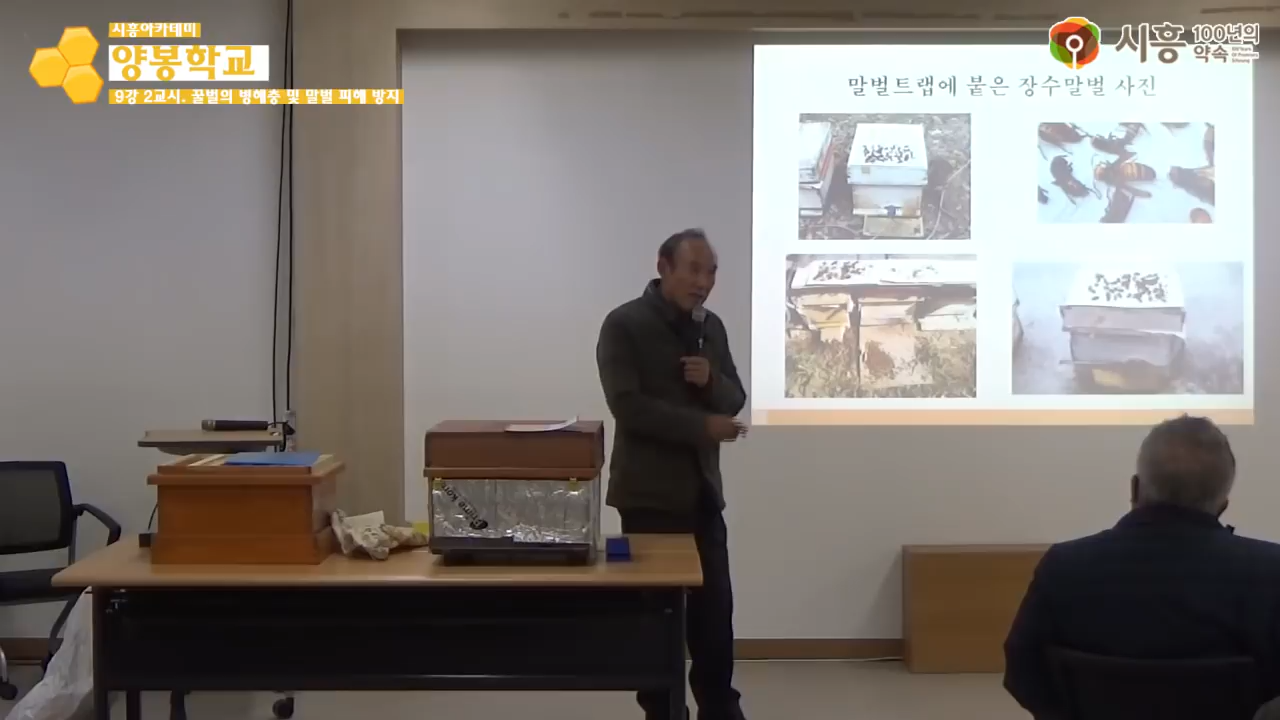 시흥아카데미
양봉학교
9강 2교시. 꿀벌의 병해충 및 말벌 피해 방지
시흥
100년의
약속
말벌트랩에 붙은 장수말벌 사진